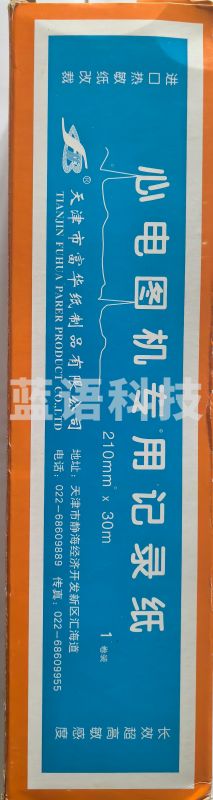 进口热敏纸改裁
心电图机专用记录纸
210mm × 30m
1 卷装
®
天津市富华纸制品有限公司
TIANJIN FUHUA PARER PRODUCT CO.,LTD
地址：天津市静海经济开发新区汇海道
电话：022-68609889 传真：022-68609955
长效超高敏感度
蓝语科技